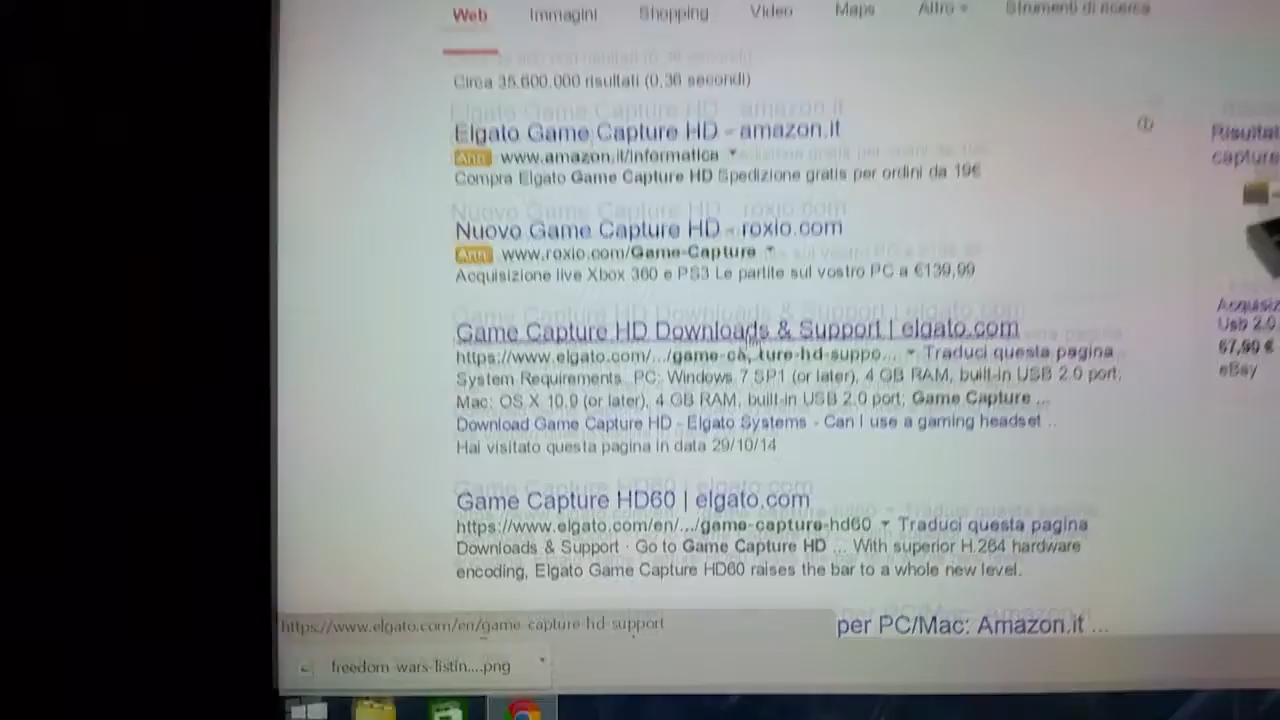 Web Immagini Shopping Video Maps Altro Strumenti di ricerca
Circa 35.600.000 risultati (0,36 secondi)
Elgato Game Capture HD - amazon.it
Ann www.amazon.it/Informatica
Compra Elgato Game Capture HD Spedizione gratis per ordini da 19€
Nuovo Game Capture HD - roxio.com
Ann www.roxio.com/Game-Capture
Acquisizione live Xbox 360 e PS3 Le partite sul vostro PC a €139,99
Game Capture HD Downloads & Support | elgato.com
https://www.elgato.com/.../game-ca ture-hd-suppo... Traduci questa pagina
System Requirements. PC: Windows 7 SP1 (or later), 4 GB RAM, built-in USB 2.0 port;
Mac: OS X 10.9 (or later), 4 GB RAM, built-in USB 2.0 port; Game Capture ...
Download Game Capture HD - Elgato Systems - Can I use a gaming headset ...
Hai visitato questa pagina in data 29/10/14
Game Capture HD60 | elgato.com
https://www.elgato.com/en/.../game-capture-hd60 Traduci questa pagina
Downloads & Support · Go to Game Capture HD ... With superior H.264 hardware
encoding, Elgato Game Capture HD60 raises the bar to a whole new level.
per PC/Mac: Amazon.it ...
Risultat
capture
Acquisiz
Usb 2.0
67,99 €
eBay
https://www.elgato.com/en/game-capture-hd-support
freedom-wars-listin....png